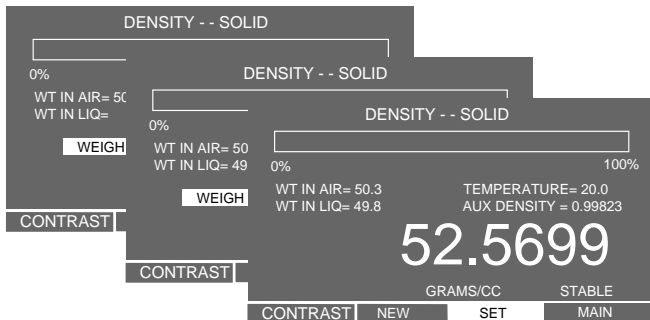 DENSITY - - SOLID
0%
WT IN AIR= 50
WT IN LIQ=
WEIGH
CONTRAST
DENSITY - - SOLID
0%
WT IN AIR= 50
WT IN LIQ= 49
WEIGH
CONTRAST
DENSITY - - SOLID
0% 100%
WT IN AIR= 50.3 TEMPERATURE= 20.0
WT IN LIQ= 49.8 AUX DENSITY = 0.99823
52.5699
GRAMS/CC STABLE
CONTRAST NEW SET MAIN